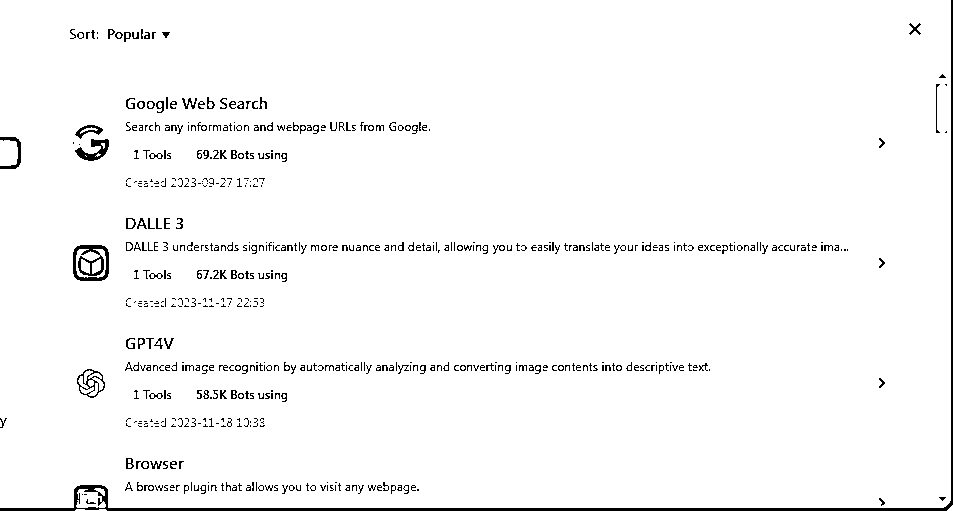 Sort: Popular
Google Web Search
Search any information and webpage URLs from Google.
1 Tools 69.2K Bots using
Created 2023-09-27 17:27
DALLE 3
DALLE 3 understands significantly more nuance and detail, allowing you to easily translate your ideas into exceptionally accurate ima...
1 Tools 67.2K Bots using
Created 2023-11-17 22:53
GPT4V
Advanced image recognition by automatically analyzing and converting image contents into descriptive text.
1 Tools 58.5K Bots using
Created 2023-11-18 10:38
y
Browser
A browser plugin that allows you to visit any webpage.